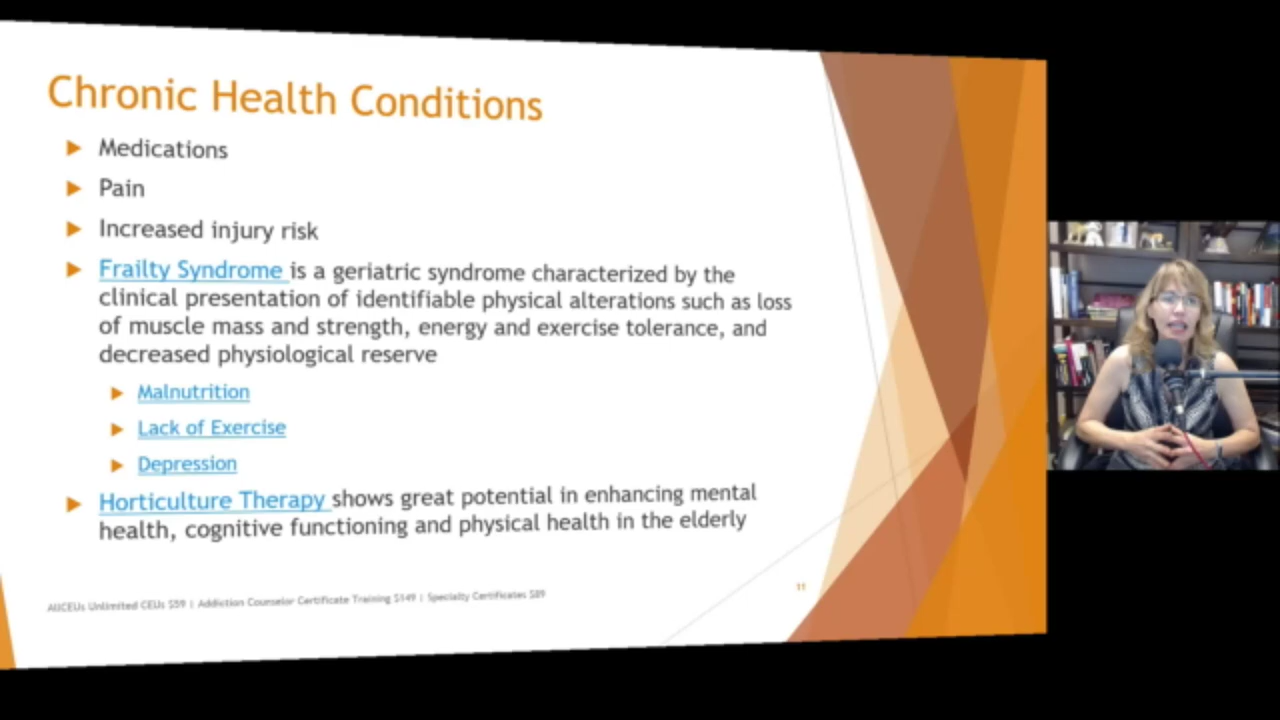 Chronic Health Conditions
Medications
Pain
Increased injury risk
Frailty Syndrome is a geriatric syndrome characterized by the
clinical presentation of identifiable physical alterations such as loss
of muscle mass and strength, energy and exercise tolerance, and
decreased physiological reserve
Malnutrition
Lack of Exercise
Depression
Horticulture Therapy shows great potential in enhancing mental
health, cognitive functioning and physical health in the elderly
AllCEUs Unlimited CEUs $59 | Addiction Counselor Certificate Training $149 | Specialty Certificates $89
11